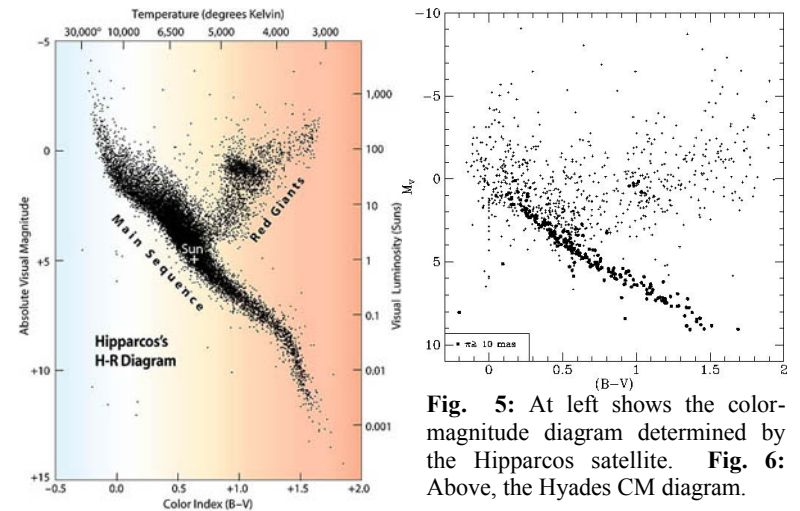 Temperature (degrees Kelvin)
30,000° 10,000 6,500 5,000 4,000 3,000
-5
0
+5
+10
+15
Absolute Visual Magnitude
1,000
100
10
1
0.1
0.01
0.001
Visual Luminosity (Suns)
Main Sequence
Sun
Red Giants
Hipparcos's
H-R Diagram
-0.5 0.0 0.5 +1.0 +1.5 +2.0
Color Index (B–V)
-10
-5
0
5
10
Mv
π≥ 10 mas
0 0.5 1 1.5 2
(B–V)
Fig. 5: At left shows the color-
magnitude diagram determined by
the Hipparcos satellite. Fig. 6:
Above, the Hyades CM diagram.